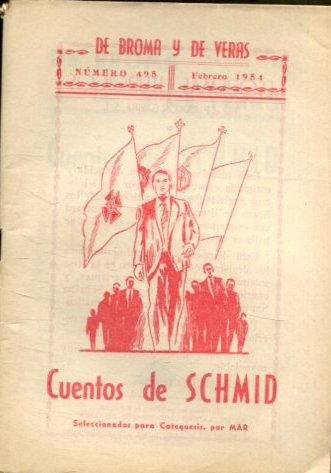 DE BROMA Y DE VERAS
NÚMERO 495 Febrero 1954
Cuentos de SCHMID
Seleccionados para Catequesis, por MAR